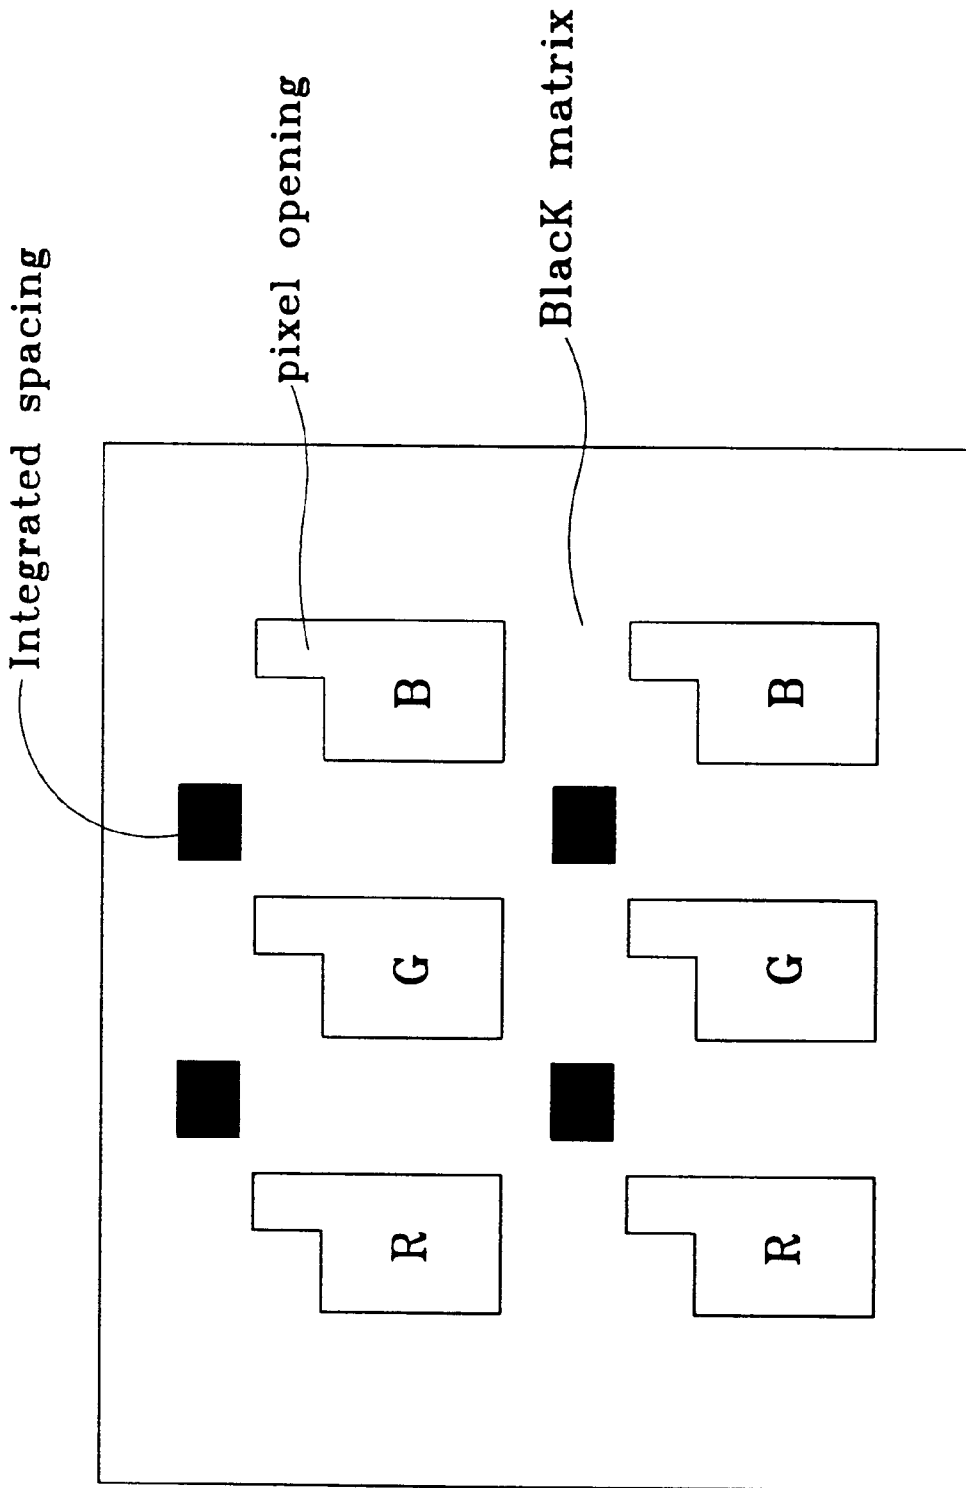 Integrated spacing
pixel opening
R G B
BlacK matrix
R G B